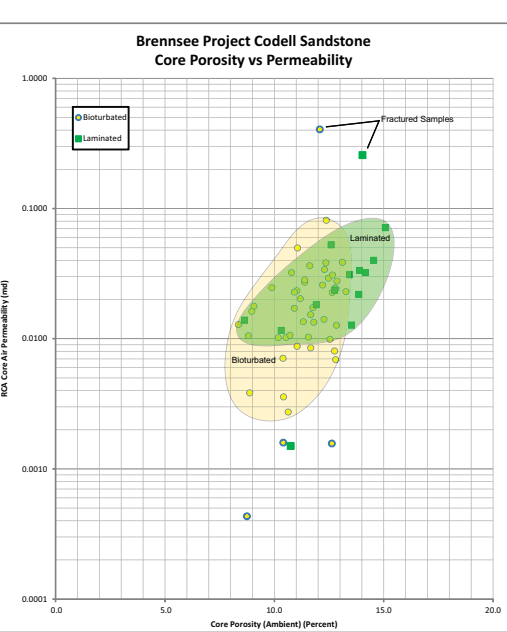 Brennsee Project Codell Sandstone
Core Porosity vs Permeability
1.0000
Bioturbated
Laminated
Fractured Samples
0.1000
Laminated
RCA Core Air Permeability (md)
0.0100
Bioturbated
0.0010
0.0001
0.0
5.0
10.0
15.0
20.0
Core Porosity (Ambient) (Percent)